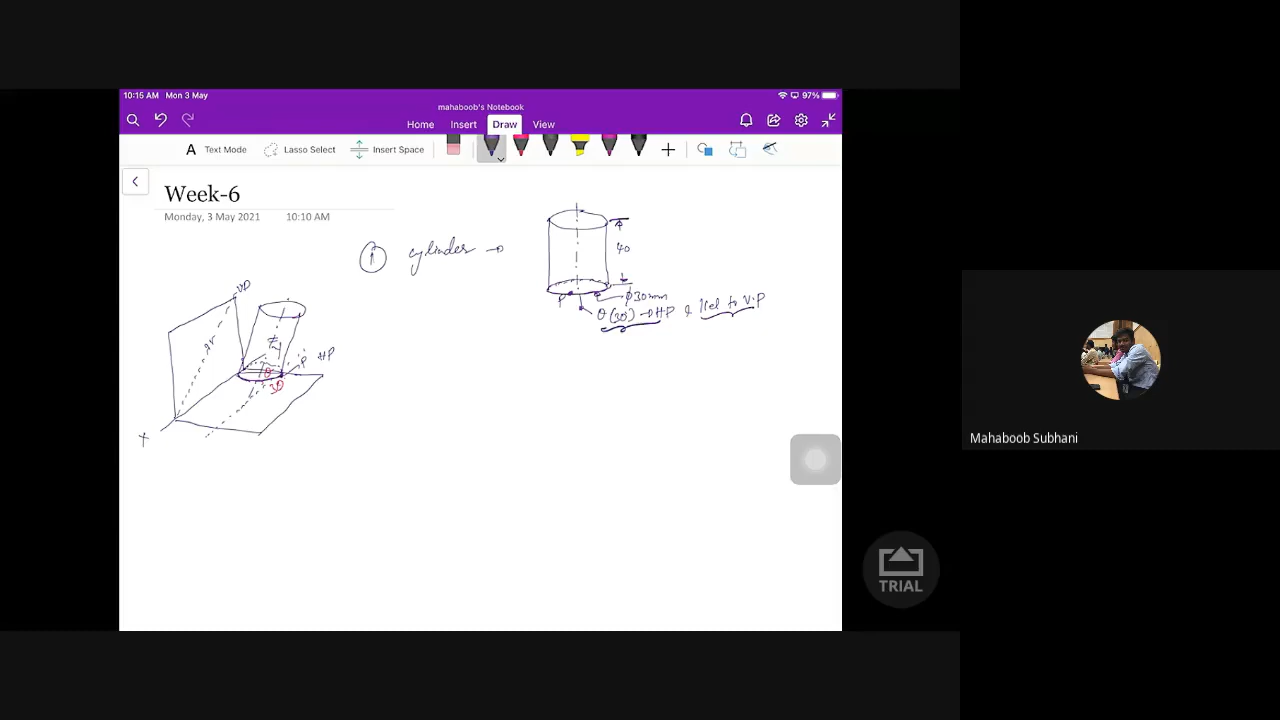 10:15 AM Mon 3 May
97%
mahaboob's Notebook
Home Insert Draw View
A Text Mode Lasso Select Insert Space
Week-6
Monday, 3 May 2021 10:10 AM
1 cylinder →
40
P ϕ30mm
θ(30°) → HP & llel to V.P
VP
P HP
θ
30
X
Mahaboob Subhani
TRIAL